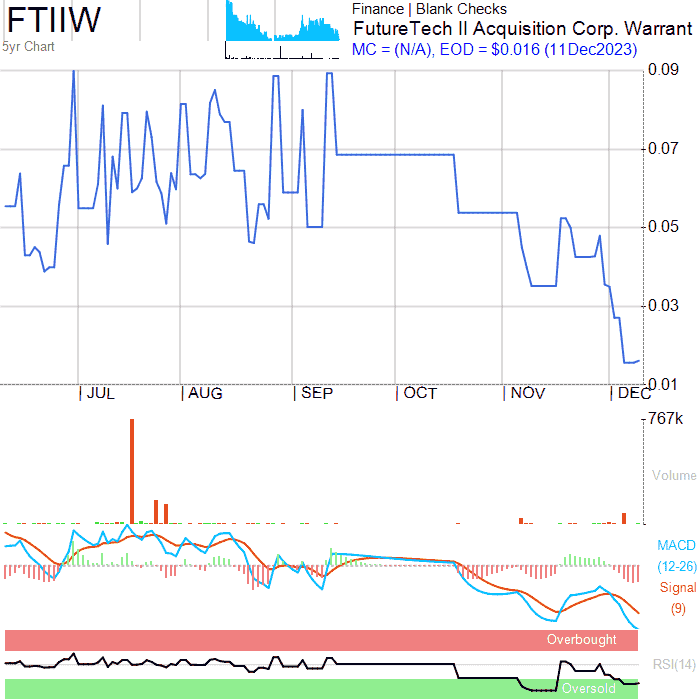 FTIIW
5yr Chart
Finance | Blank Checks
FutureTech II Acquisition Corp. Warrant
MC = (N/A), EOD = $0.016 (11Dec2023)
0.09
0.07
0.05
0.03
0.01
JUL AUG SEP OCT NOV DEC
767k
Volume
MACD
(12-26)
Signal
(9)
Overbought
RSI(14)
Oversold